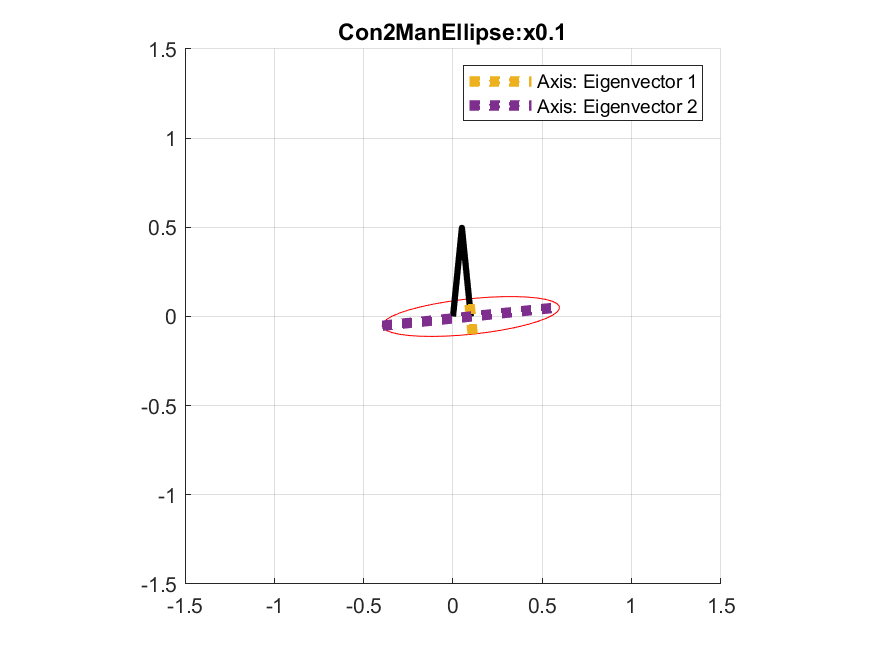 Con2ManEllipse:x0.1
1.5
Axis: Eigenvector 1
Axis: Eigenvector 2
1
0.5
0
-0.5
-1
-1.5
-1.5 -1 -0.5 0 0.5 1 1.5